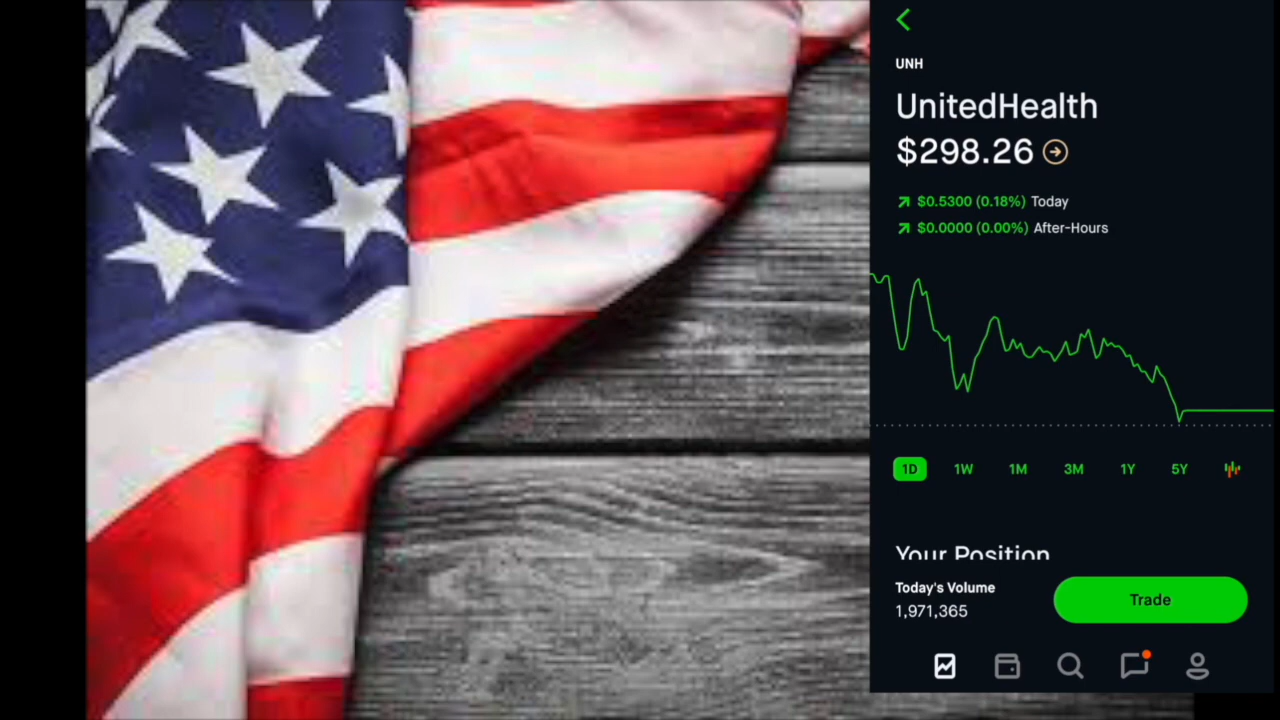 UNH
UnitedHealth
$298.26
$0.5300 (0.18%) Today
$0.0000 (0.00%) After-Hours
1D 1W 1M 3M 1Y 5Y
Your Position
Today's Volume
1,971,365
Trade